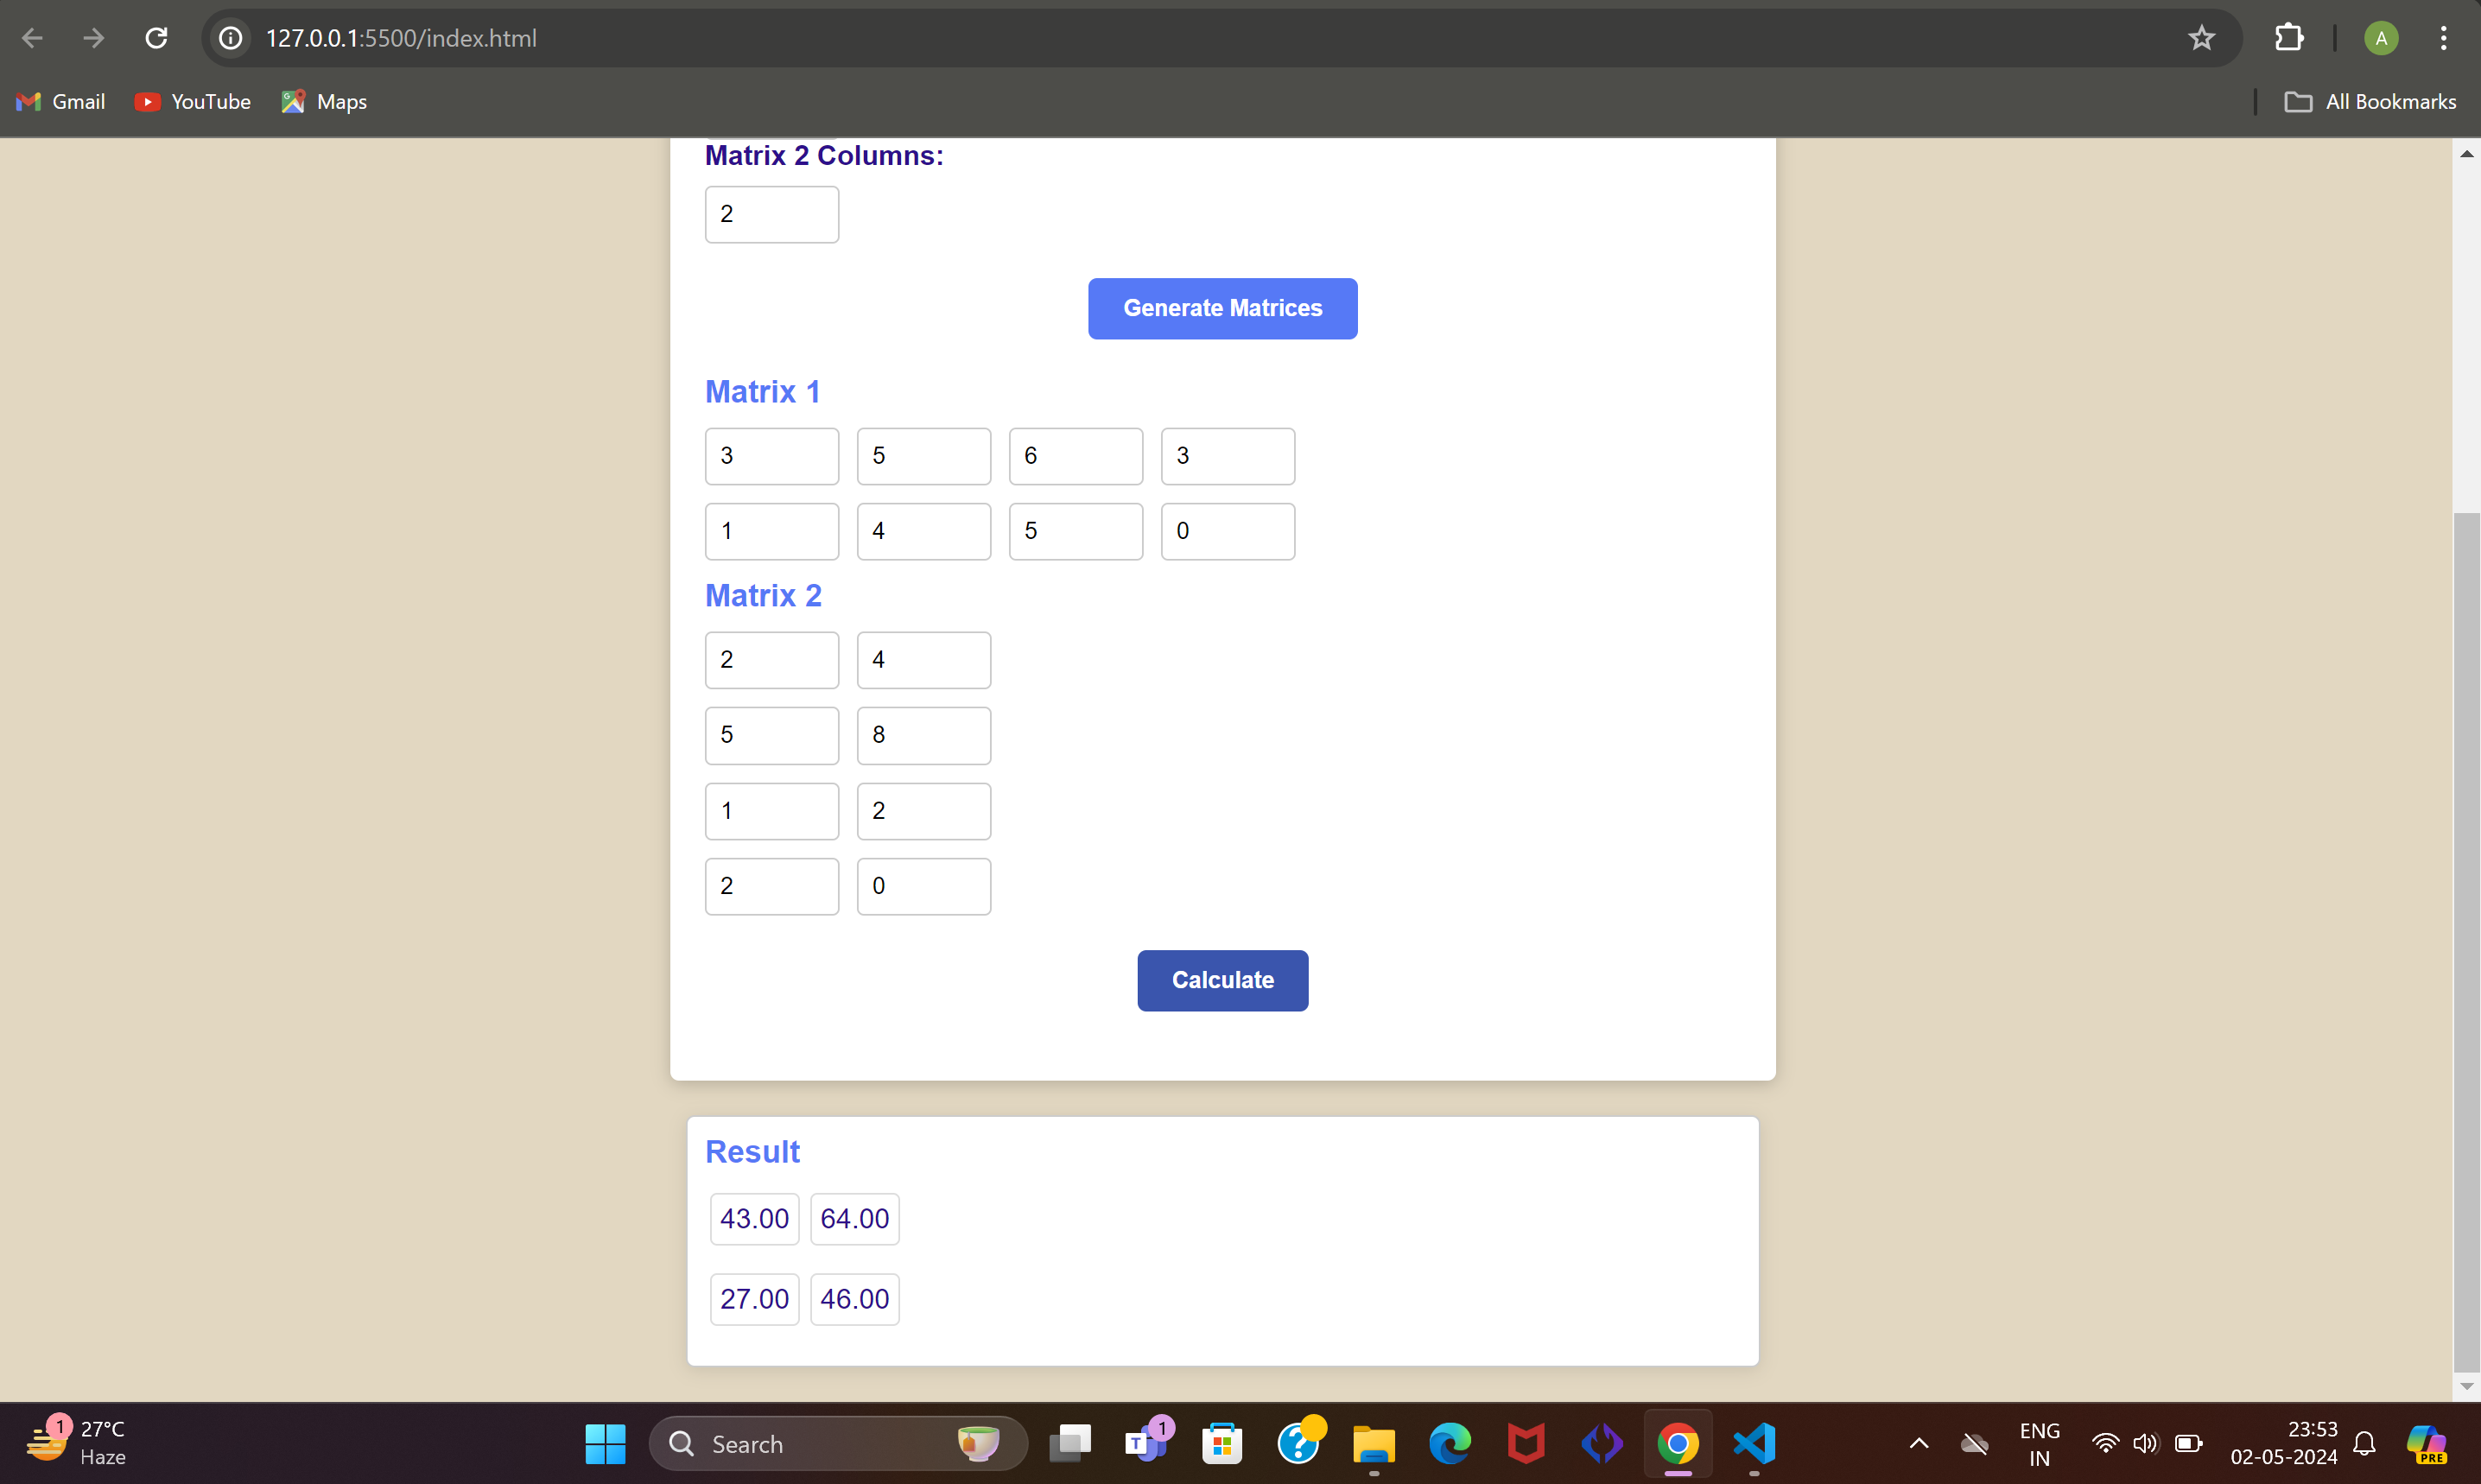 127.0.0.1:5500/index.html
A
Gmail YouTube Maps All Bookmarks
Matrix 2 Columns:
2
Generate Matrices
Matrix 1
3 5 6 3
1 4 5 0
Matrix 2
2 4
5 8
1 2
2 0
Calculate
Result
43.00 64.00
27.00 46.00
1 27°C
Haze
Search
T 1
ENG
IN
23:53
02-05-2024
PRE